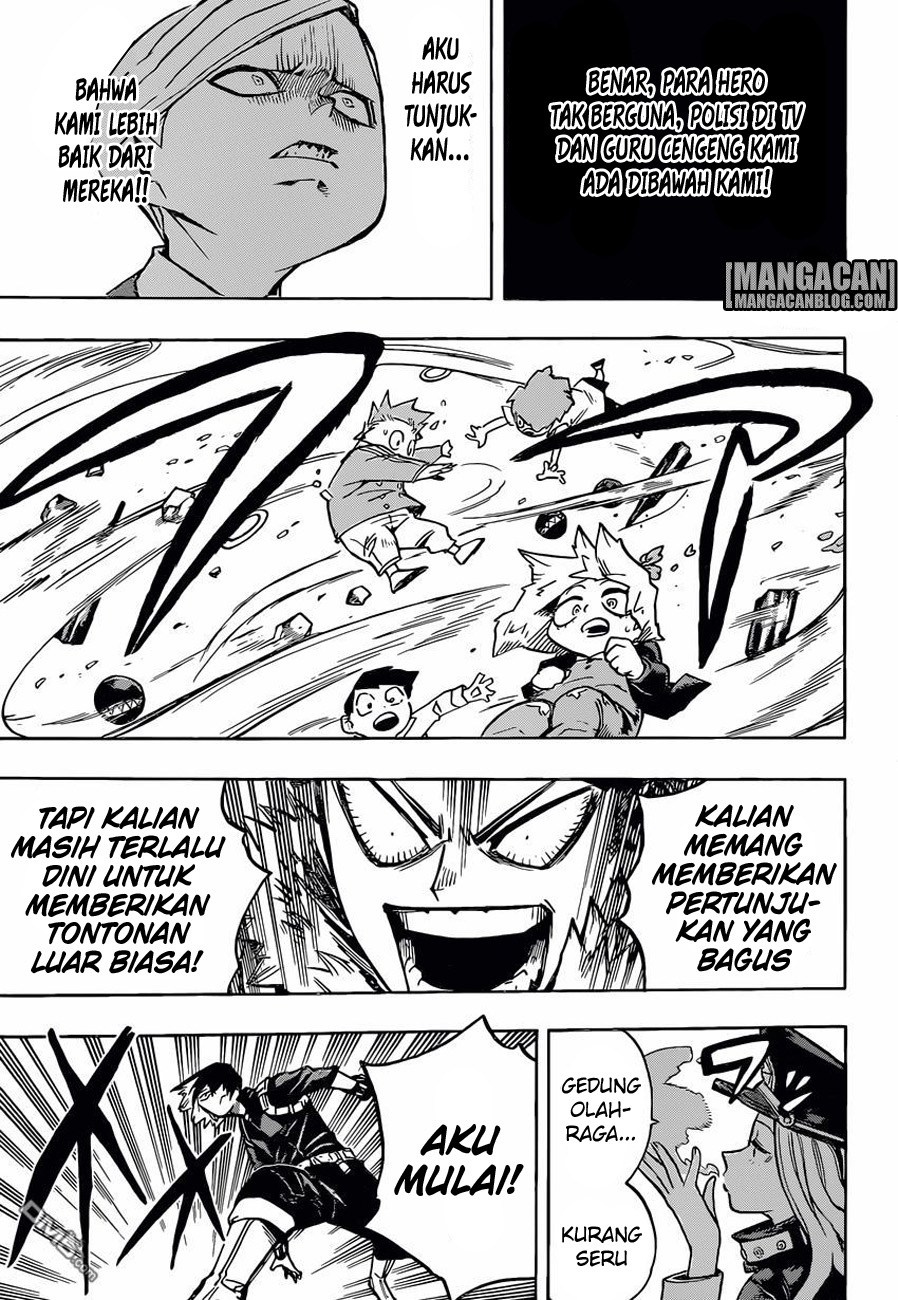 BENAR, PARA HERO
TAK BERGUNA, POLISI DI TV
DAN GURU CENGENG KAMI
ADA DIBAWAH KAMI!
AKU
HARUS
TUNJUK-
KAN...
BAHWA
KAMI LEBIH
BAIK DARI
MEREKA!!
[MANGACAN]
MANGACANBLOG.COM
KALIAN
MEMANG
MEMBERIKAN
PERTUNJU-
KAN YANG
BAGUS
TAPI KALIAN
MASIH TERLALU
DINI UNTUK
MEMBERIKAN
TONTONAN
LUAR BIASA!
GEDUNG
OLAH-
RAGA...
KURANG
SERU
AKU
MULAI!